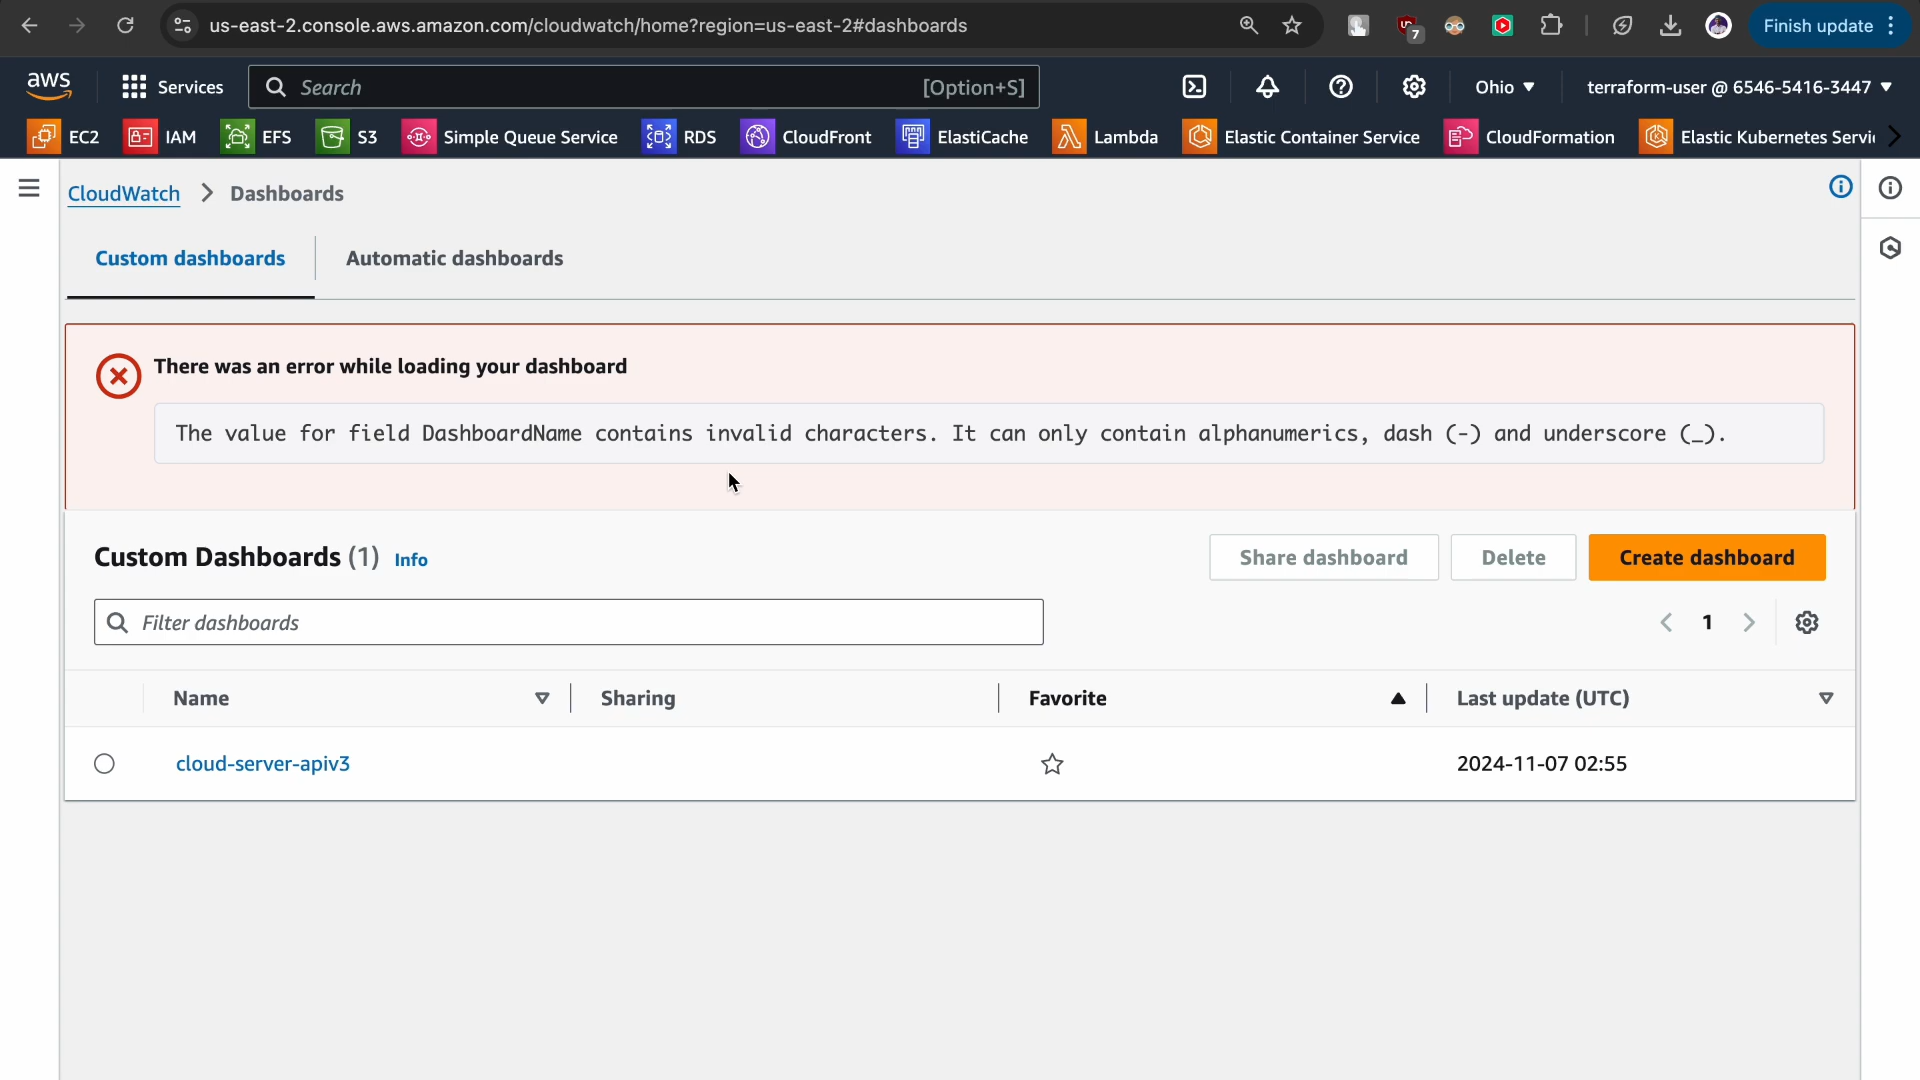 us-east-2.console.aws.amazon.com/cloudwatch/home?region=us-east-2#dashboards
7
Finish update
aws
Services
Search
[Option+S]
Ohio
terraform-user @ 6546-5416-3447
EC2
IAM
EFS
S3
Simple Queue Service
RDS
CloudFront
ElastiCache
Lambda
Elastic Container Service
CloudFormation
Elastic Kubernetes Servi
CloudWatch
Dashboards
Custom dashboards
Automatic dashboards
There was an error while loading your dashboard
The value for field DashboardName contains invalid characters. It can only contain alphanumerics, dash (-) and underscore (_).
Custom Dashboards (1)
Info
Share dashboard
Delete
Create dashboard
Filter dashboards
1
Name
Sharing
Favorite
Last update (UTC)
cloud-server-apiv3
2024-11-07 02:55